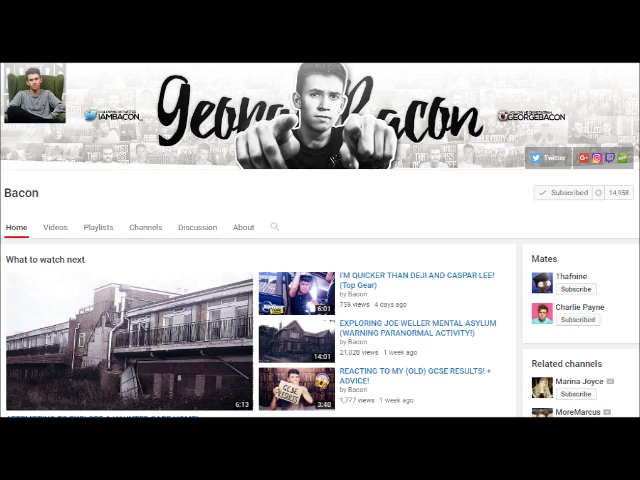 George Bacon
IAMBACON_
GEORGEBACON
Twitter
Bacon
Subscribed
14,958
Home
Videos
Playlists
Channels
Discussion
About
What to watch next
6:13
I'M QUICKER THAN DEJI AND CASPAR LEE!
(Top Gear)
by Bacon
759 views 4 days ago
6:01
EXPLORING JOE WELLER MENTAL ASYLUM
(WARNING PARANORMAL ACTIVITY!)
by Bacon
21,028 views 1 week ago
14:01
REACTING TO MY (OLD) GCSE RESULTS! +
ADVICE!
by Bacon
1,777 views 1 week ago
GCSE
RESULTS
3:40
Mates
Thafnine
Subscribe
Charlie Payne
Subscribed
Related channels
Marina Joyce
Subscribe
MoreMarcus